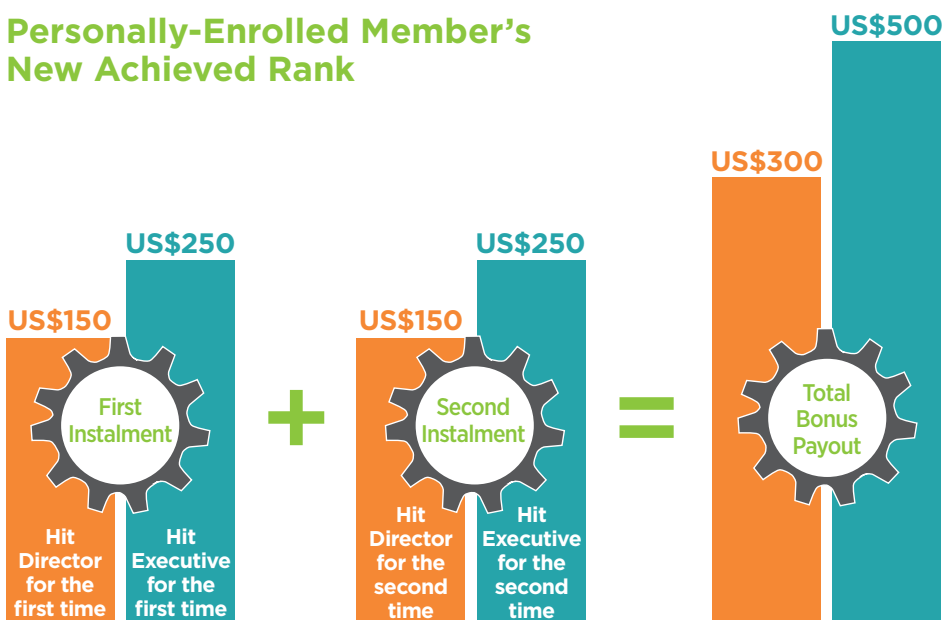 Personally-Enrolled Member's
New Achieved Rank
US$150
US$250
First
Instalment
Hit
Director
for the
first time
Hit
Executive
for the
first time
+
US$150
US$250
Second
Instalment
Hit
Director
for the
second
time
Hit
Executive
for the
second
time
=
US$300
US$500
Total
Bonus
Payout